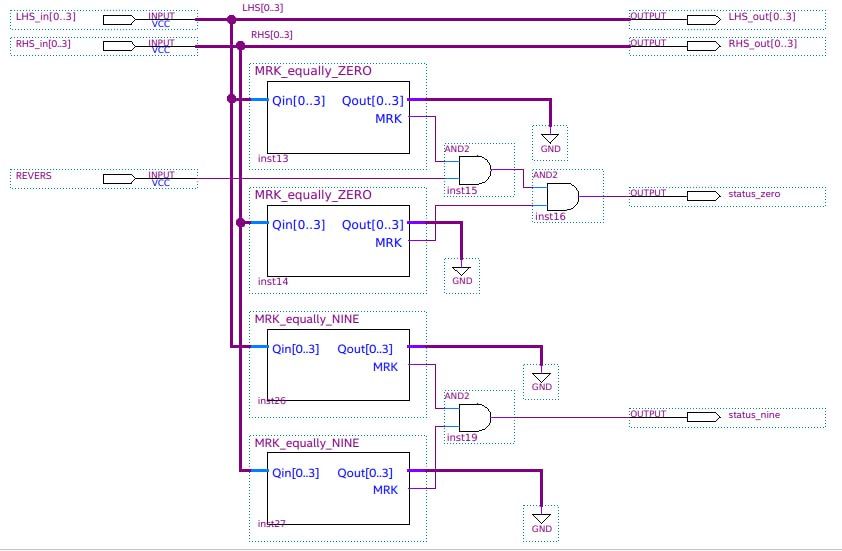 LHS[0..3]
LHS_in[0..3] INPUT VCC OUTPUT LHS_out[0..3]
RHS[0..3]
RHS_in[0..3] INPUT VCC OUTPUT RHS_out[0..3]
MRK_equally_ZERO
Qin[0..3] Qout[0..3]
MRK
GND
inst13
AND2
REVERS INPUT VCC
AND2
inst15
MRK_equally_ZERO
OUTPUT status_zero
inst16
Qin[0..3] Qout[0..3]
MRK
inst14
GND
MRK_equally_NINE
Qin[0..3] Qout[0..3]
MRK
GND
inst26
AND2
OUTPUT status_nine
inst19
MRK_equally_NINE
Qin[0..3] Qout[0..3]
MRK
inst27
GND